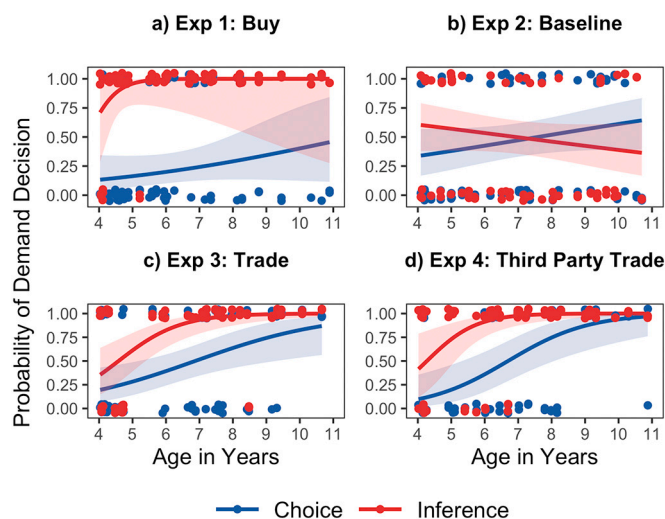 a) Exp 1: Buy
b) Exp 2: Baseline
1.00
0.75
0.50
0.25
0.00
4 5 6 7 8 9 10 11
1.00
0.75
0.50
0.25
0.00
4 5 6 7 8 9 10 11
c) Exp 3: Trade
d) Exp 4: Third Party Trade
1.00
0.75
0.50
0.25
0.00
4 5 6 7 8 9 10 11
Age in Years
1.00
0.75
0.50
0.25
0.00
4 5 6 7 8 9 10 11
Age in Years
Probability of Demand Decision
Choice Inference